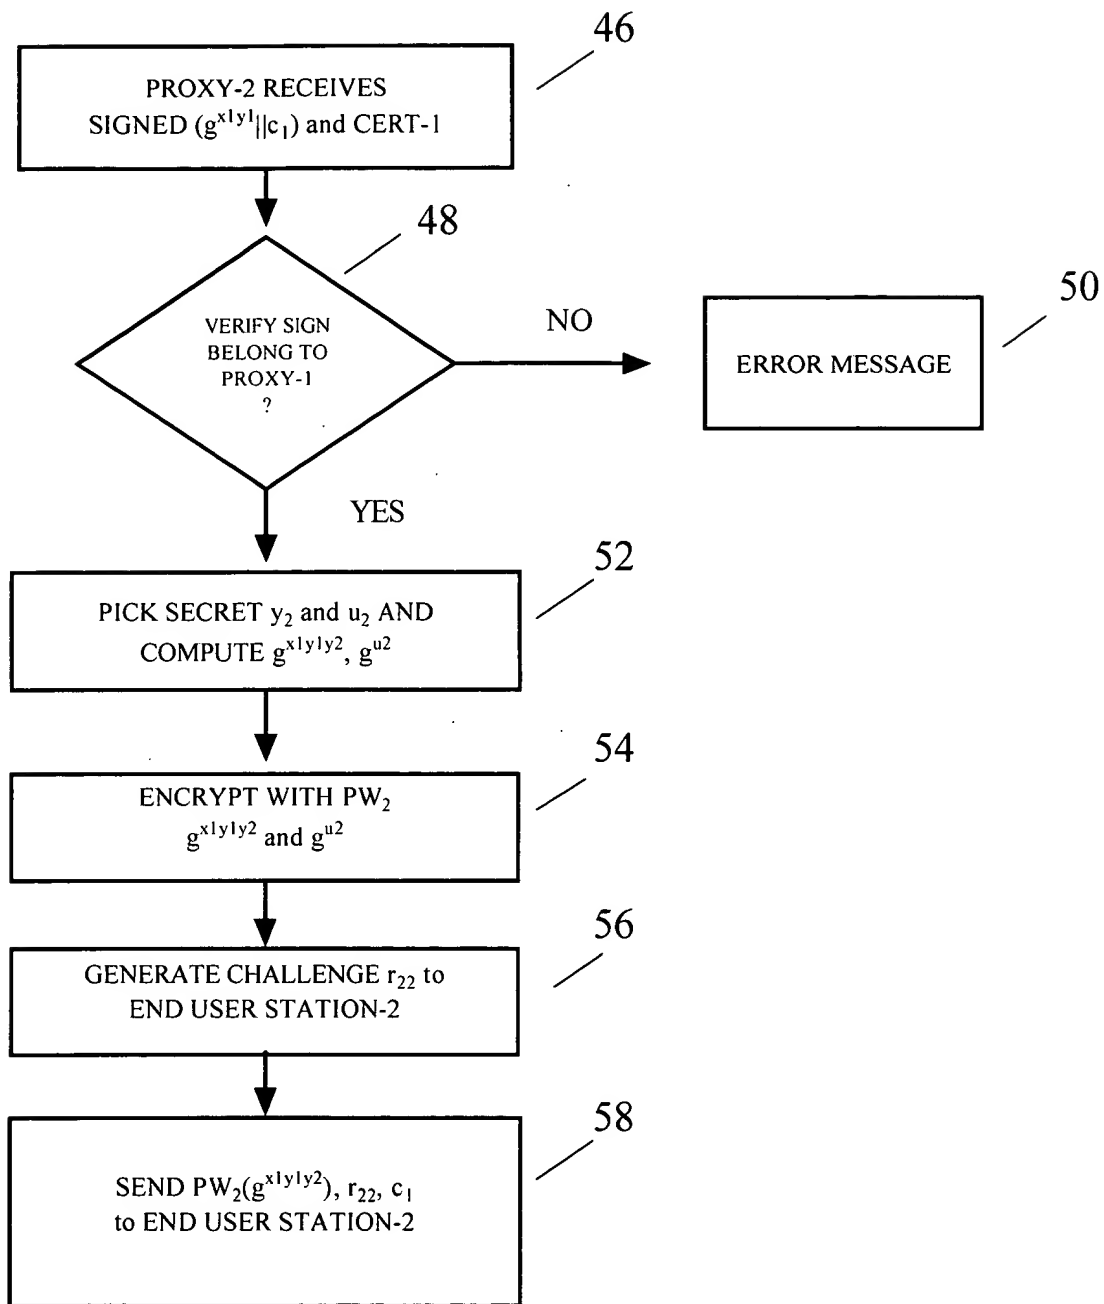 46
PROXY-2 RECEIVES
SIGNED (g^x1y1||c₁) and CERT-1
48
VERIFY SIGN
BELONG TO
PROXY-1
?
NO
50
ERROR MESSAGE
YES
52
PICK SECRET y₂ and u₂ AND
COMPUTE g^x1y1y2, g^u2
54
ENCRYPT WITH PW₂
g^x1y1y2 and g^u2
56
GENERATE CHALLENGE r₂₂ to
END USER STATION-2
58
SEND PW₂(g^x1y1y2), r₂₂, c₁
to END USER STATION-2